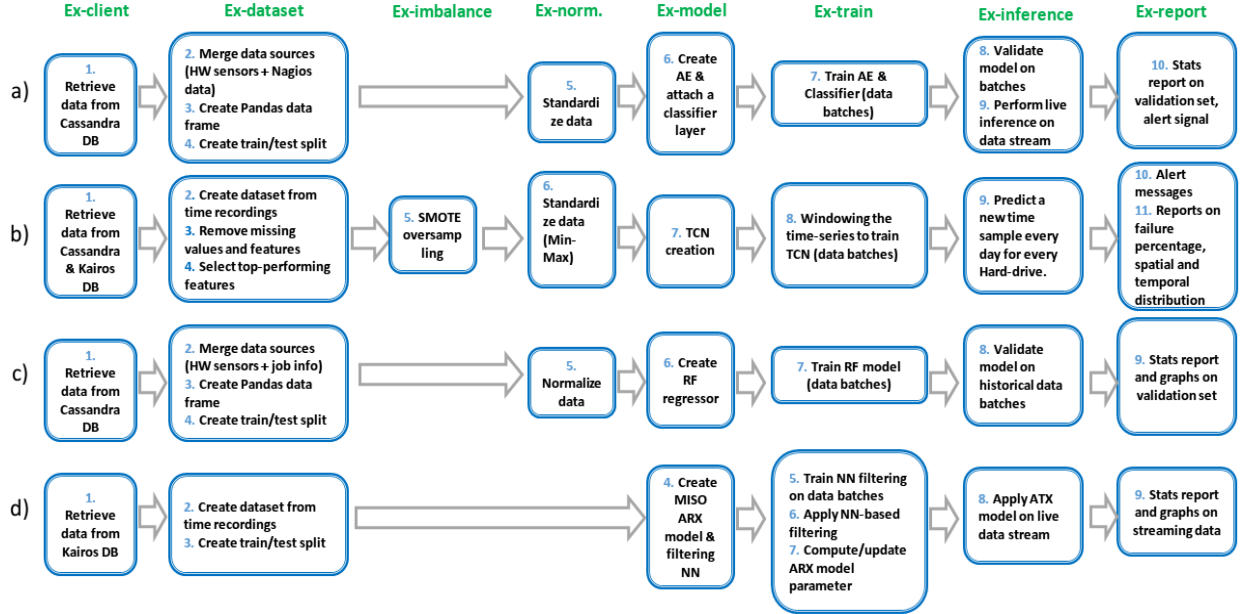 Ex-client Ex-dataset Ex-imbalance Ex-norm. Ex-model Ex-train Ex-inference Ex-report
a)
1.
Retrieve
data from
Cassandra
DB
2. Merge data sources
(HW sensors + Nagios
data)
3. Create Pandas data
frame
4. Create train/test split
5.
Standardi
ze data
6. Create
AE &
attach a
classifier
layer
7. Train AE &
Classifier (data
batches)
8. Validate
model on
batches
9. Perform live
inference on
data stream
10. Stats
report on
validation set,
alert signal
b)
1.
Retrieve
data from
Cassandra
& Kairos
DB
2. Create dataset from
time recordings
3. Remove missing
values and features
4. Select top-performing
features
5. SMOTE
oversamp
ling
6.
Standardi
ze data
(Min-
Max)
7. TCN
creation
8. Windowing the
time-series to train
TCN (data batches)
9. Predict a
new time
sample every
day for every
Hard-drive.
10. Alert
messages
11. Reports on
failure
percentage,
spatial and
temporal
distribution
c)
1.
Retrieve
data from
Cassandra
DB
2. Merge data sources
(HW sensors + job info)
3. Create Pandas data
frame
4. Create train/test split
5.
Normalize
data
6. Create
RF
regressor
7. Train RF model
(data batches)
8. Validate
model on
historical data
batches
9. Stats report
and graphs on
validation set
d)
1.
Retrieve
data from
Kairos DB
2. Create dataset from
time recordings
3. Create train/test split
4. Create
MISO
ARX
model &
filtering
NN
5. Train NN filtering
on data batches
6. Apply NN-based
filtering
7. Compute/update
ARX model
parameter
8. Apply ATX
model on live
data stream
9. Stats report
and graphs on
streaming data